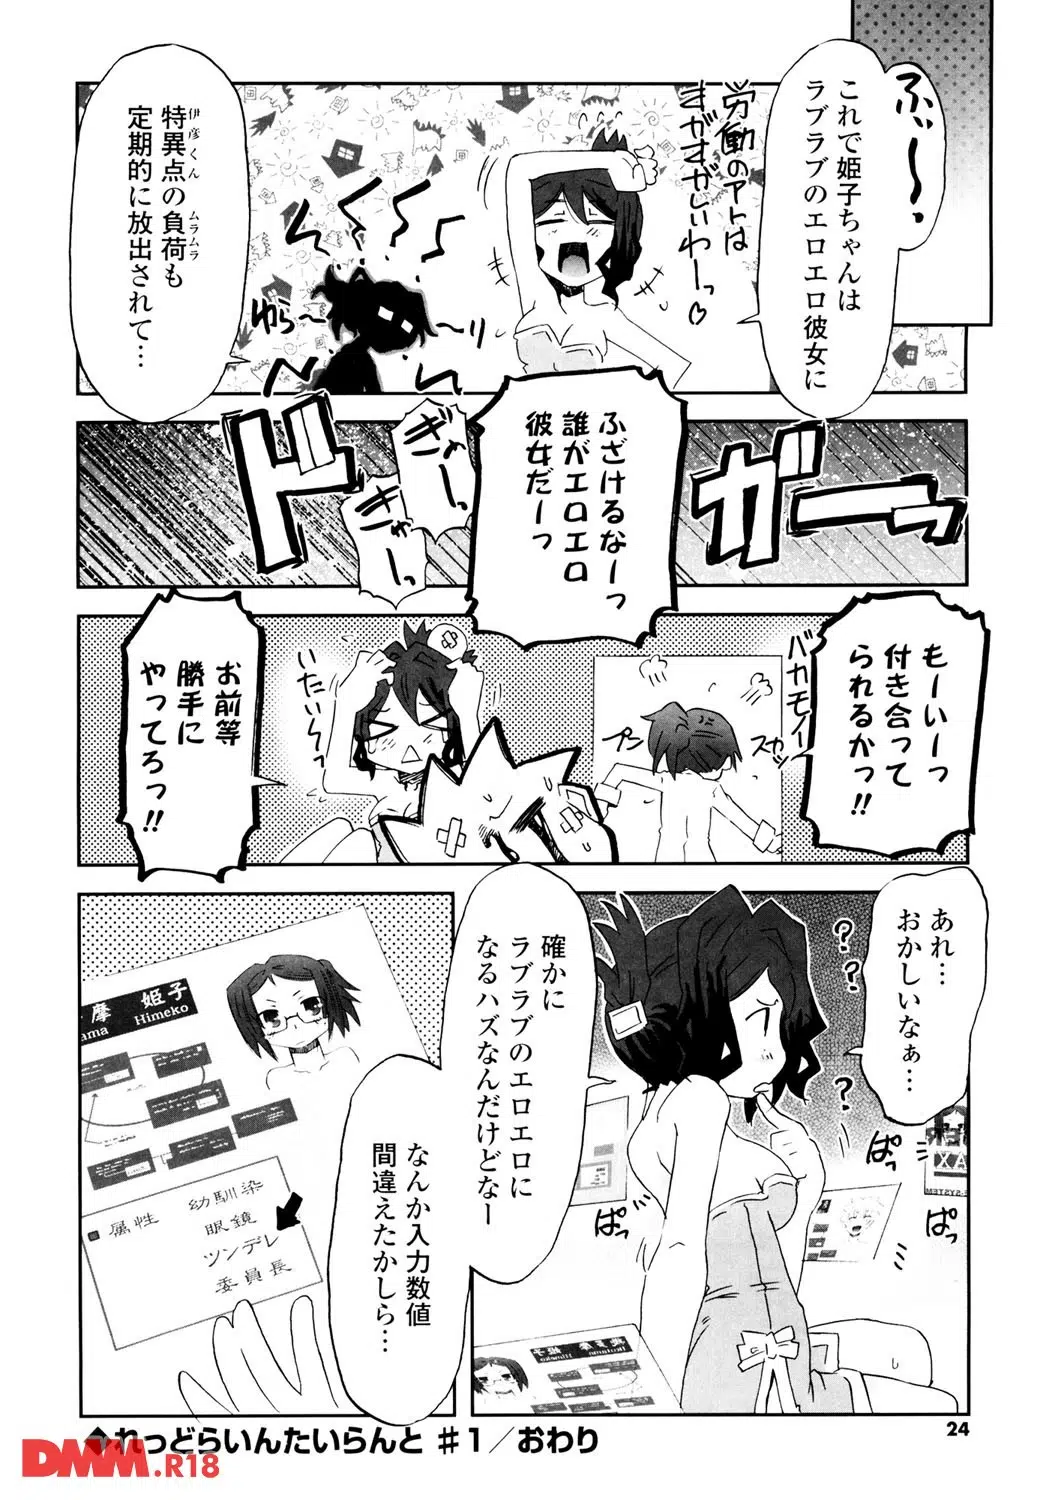 ふぅ〜〜。
これで姫子ちゃんは
ラブラブのエロエロ彼女に
労働のアトは
すがすがしいわーっ♡
伊彦くん ムラムラ
特異点の負荷も
定期的に放出されて…
ゆら〜〜り
ガーっ
ふざけるなーっ
誰がエロエロ
彼女だーっ
ぎゃーっ
ぎゃーっ
ド
もーいーっ
付き合って
られるかっ!!
バカモノー
スカッ
プン
いたい〜
お前等
勝手に
やってろっ!!
あれ…
おかしいなぁ…
?
?
?
?
ぱっ
ぱっ
確かに
ラブラブのエロエロに
なるハズなんだけどなー
なんか入力数値
間違えたかしら…
摩 姫子
ama Himeko
属性
幼馴染
眼鏡
ツンデレ
委員長
◆れっどらいんたいらんと #1／おわり
24
DMM.R18